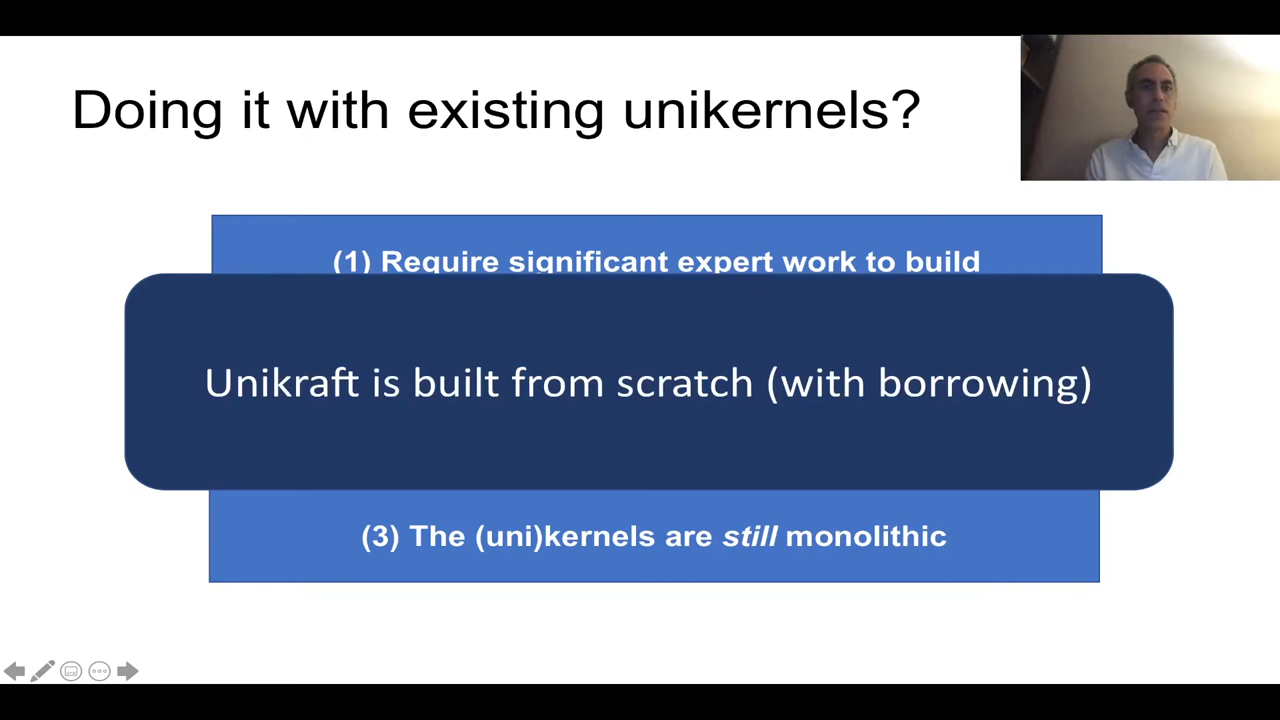 Doing it with existing unikernels?
(1) Require significant expert work to build
Unikraft is built from scratch (with borrowing)
(3) The (uni)kernels are still monolithic